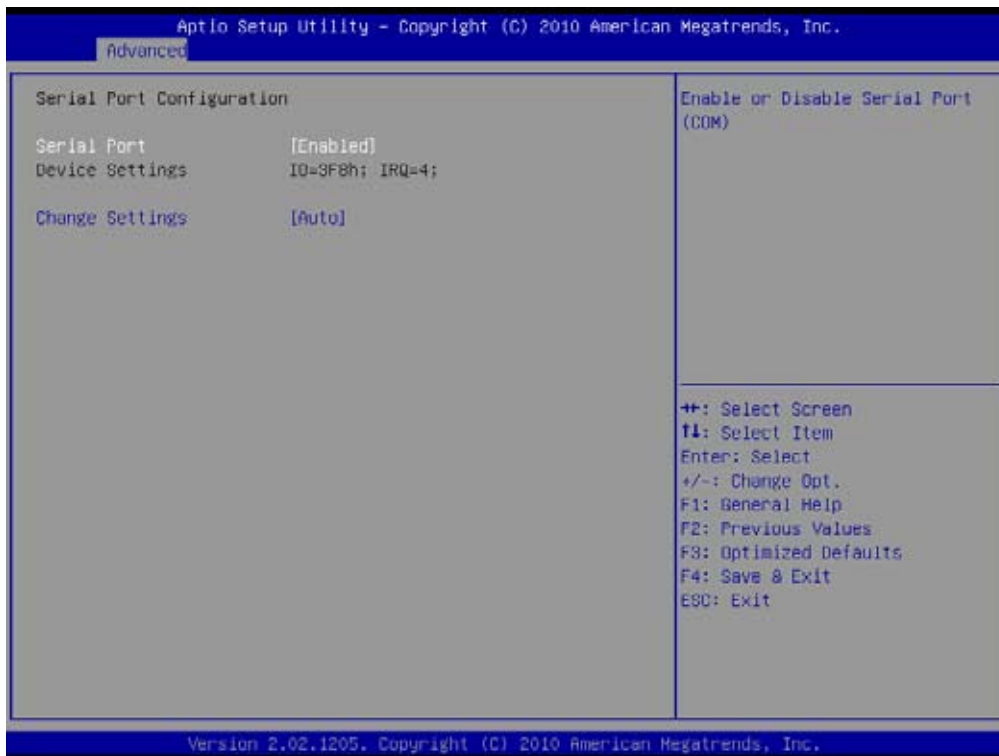 Aptio Setup Utility - Copyright (C) 2010 American Megatrends, Inc.
Advanced
Serial Port Configuration
Serial Port [Enabled]
Device Settings IO=3F8h; IRQ=4;
Change Settings [Auto]
Enable or Disable Serial Port
(COM)
→←: Select Screen
↑↓: Select Item
Enter: Select
+/-: Change Opt.
F1: General Help
F2: Previous Values
F3: Optimized Defaults
F4: Save & Exit
ESC: Exit
Version 2.02.1205. Copyright (C) 2010 American Megatrends, Inc.